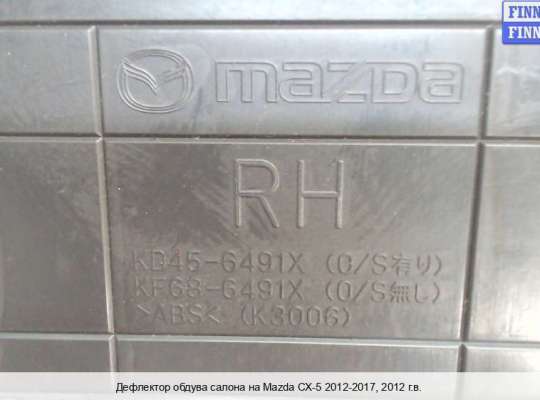 FINN
FINN
mazda
RH
KD45-6491X (O/S有り)
KF68-6491X (O/S無し)
>ABS< (K3006)
Дефлектор обдува салона на Mazda CX-5 2012-2017, 2012 г.в.